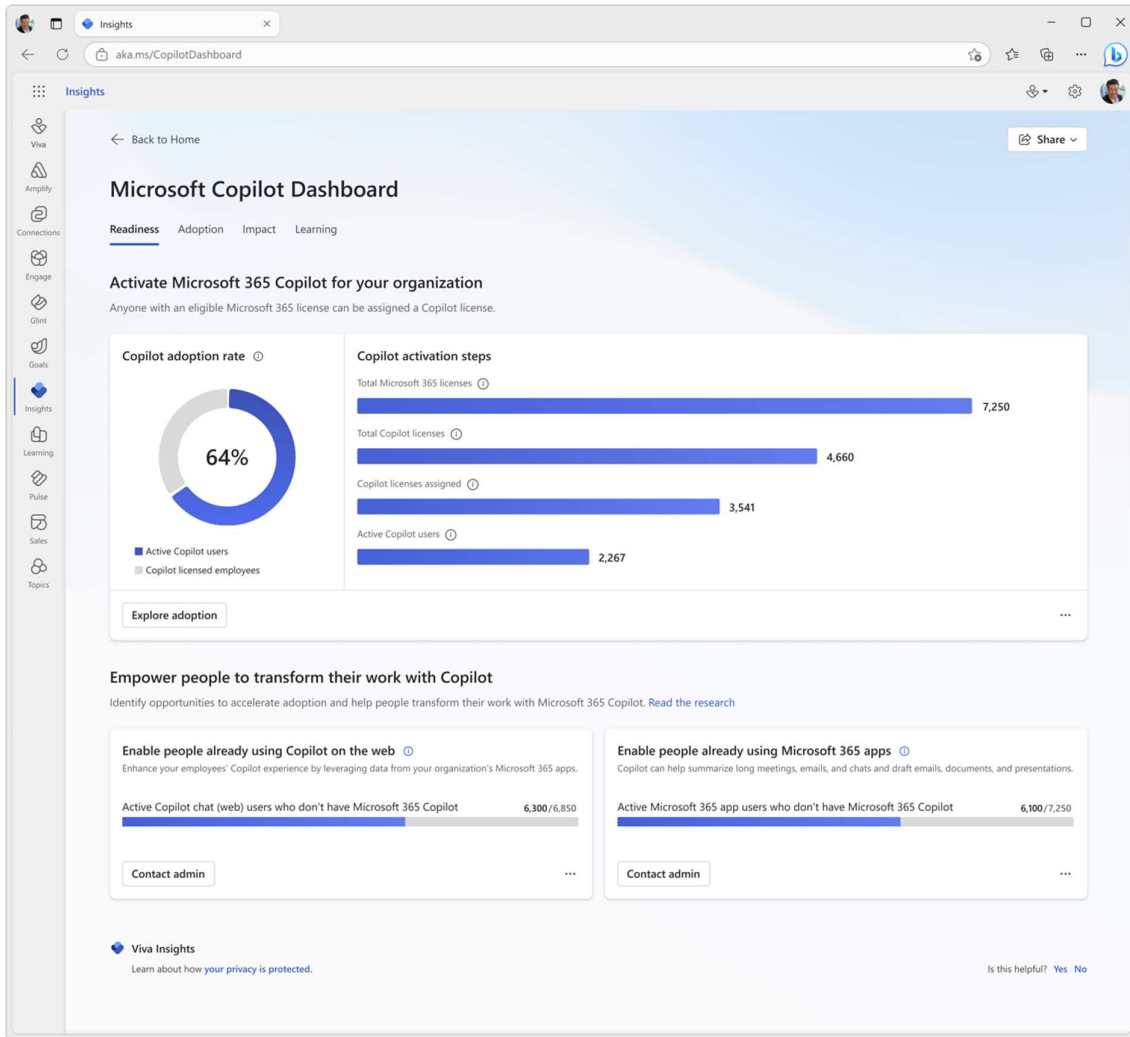 Insights
aka.ms/CopilotDashboard
Insights
Viva
Amplify
Connections
Engage
Glint
Goals
Insights
Learning
Pulse
Sales
Topics
Back to Home
Share
Microsoft Copilot Dashboard
Readiness Adoption Impact Learning
Activate Microsoft 365 Copilot for your organization
Anyone with an eligible Microsoft 365 license can be assigned a Copilot license.
Copilot adoption rate
64%
Active Copilot users
Copilot licensed employees
Copilot activation steps
Total Microsoft 365 licenses
7,250
Total Copilot licenses
4,660
Copilot licenses assigned
3,541
Active Copilot users
2,267
Explore adoption
Empower people to transform their work with Copilot
Identify opportunities to accelerate adoption and help people transform their work with Microsoft 365 Copilot. Read the research
Enable people already using Copilot on the web
Enhance your employees' Copilot experience by leveraging data from your organization's Microsoft 365 apps.
Active Copilot chat (web) users who don't have Microsoft 365 Copilot 6,300/6,850
Contact admin
Enable people already using Microsoft 365 apps
Copilot can help summarize long meetings, emails, and chats and draft emails, documents, and presentations.
Active Microsoft 365 app users who don't have Microsoft 365 Copilot 6,100/7,250
Contact admin
Viva Insights
Learn about how your privacy is protected.
Is this helpful? Yes No